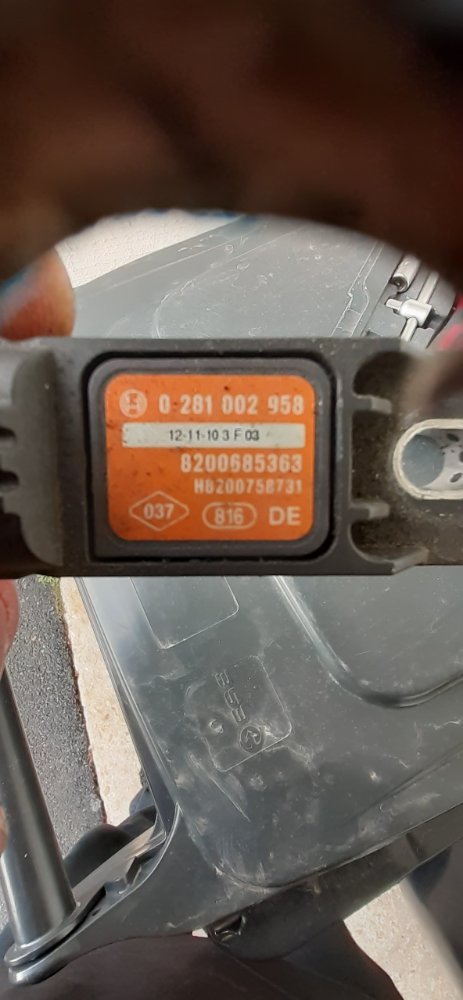 0 281 002 958
12-11-10 3 F 03
8200685363
H8200758731
037 816 DE